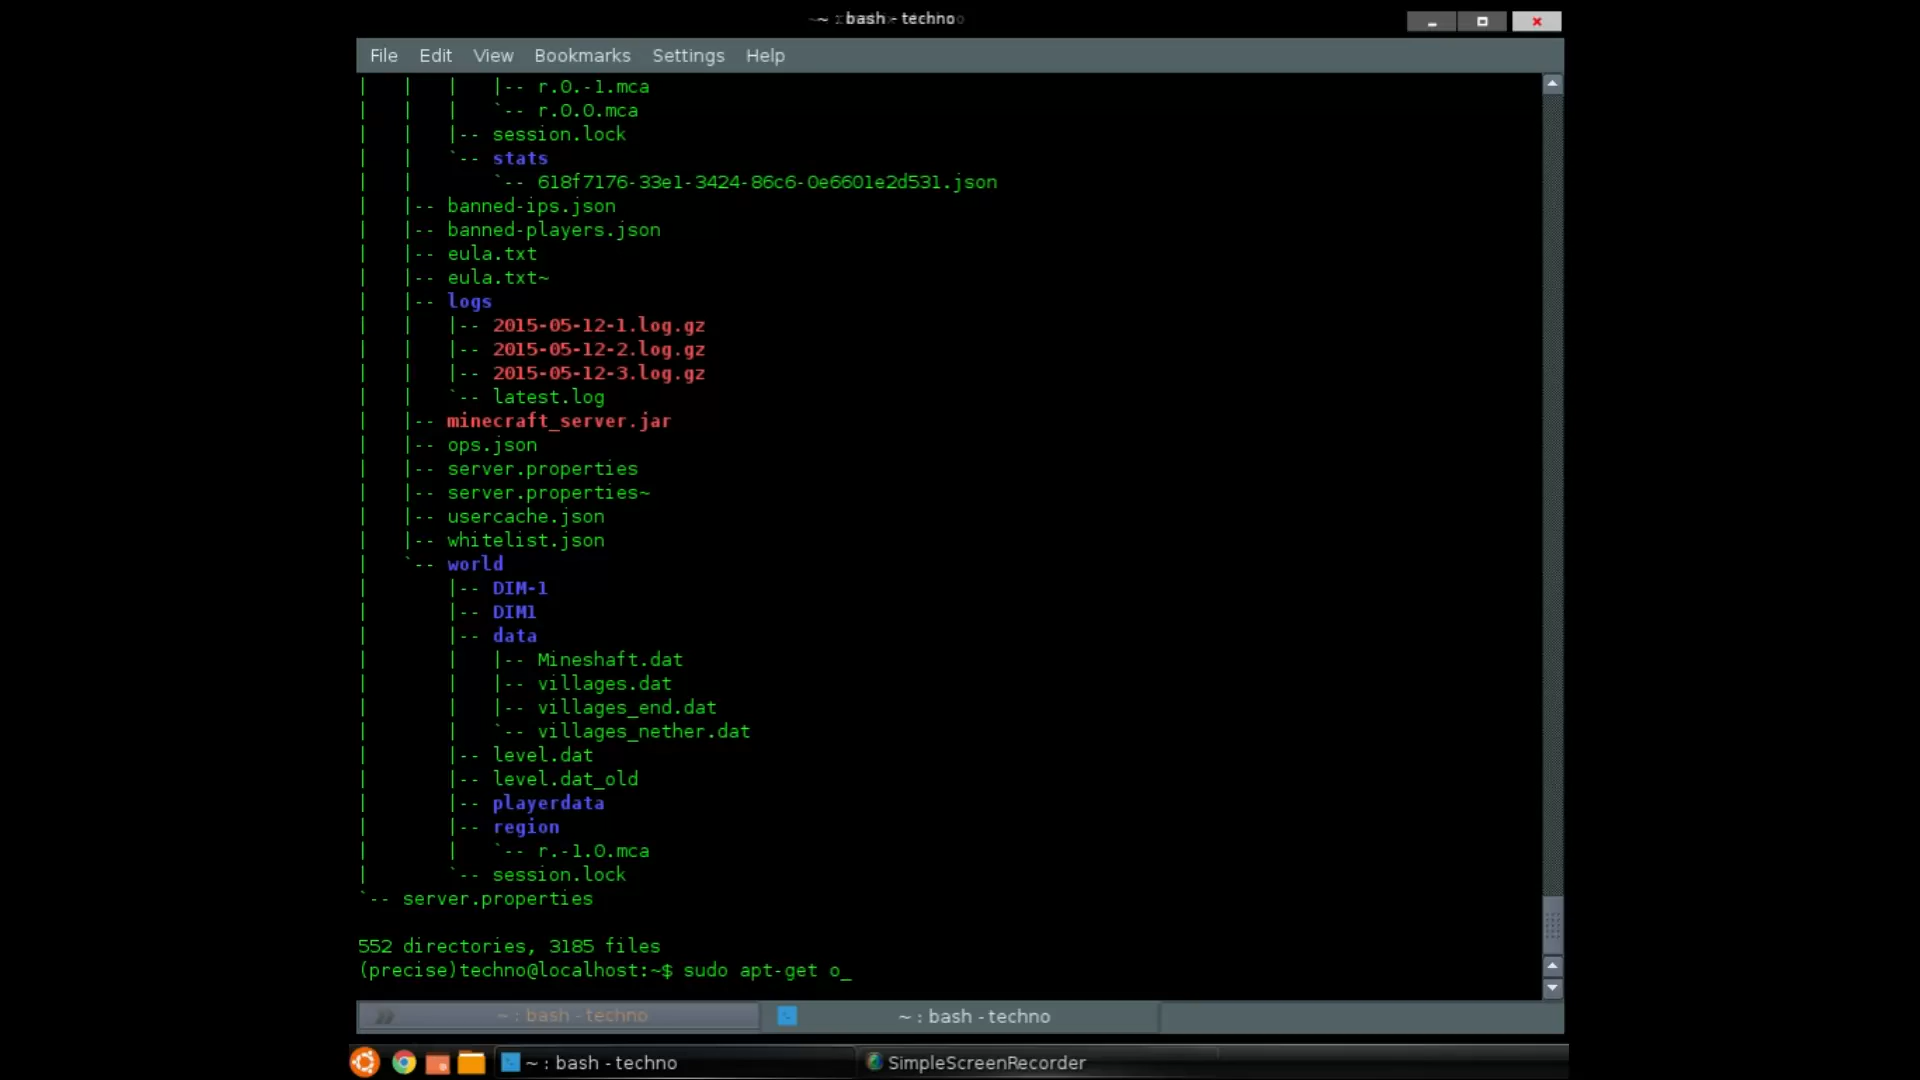 ~ : bash - techno
File Edit View Bookmarks Settings Help
| | | |-- r.0.-1.mca
| | | `-- r.0.0.mca
| | |-- session.lock
| | `-- stats
| | `-- 618f7176-33e1-3424-86c6-0e6601e2d531.json
| |-- banned-ips.json
| |-- banned-players.json
| |-- eula.txt
| |-- eula.txt~
| |-- logs
| | |-- 2015-05-12-1.log.gz
| | |-- 2015-05-12-2.log.gz
| | |-- 2015-05-12-3.log.gz
| | `-- latest.log
| |-- minecraft_server.jar
| |-- ops.json
| |-- server.properties
| |-- server.properties~
| |-- usercache.json
| |-- whitelist.json
| `-- world
| |-- DIM-1
| |-- DIM1
| |-- data
| | |-- Mineshaft.dat
| | |-- villages.dat
| | |-- villages_end.dat
| | `-- villages_nether.dat
| |-- level.dat
| |-- level.dat_old
| |-- playerdata
| |-- region
| | `-- r.-1.0.mca
| `-- session.lock
`-- server.properties
552 directories, 3185 files
(precise)techno@localhost:~$ sudo apt-get o_
~ : bash - techno ~ : bash - techno
~ : bash - techno SimpleScreenRecorder